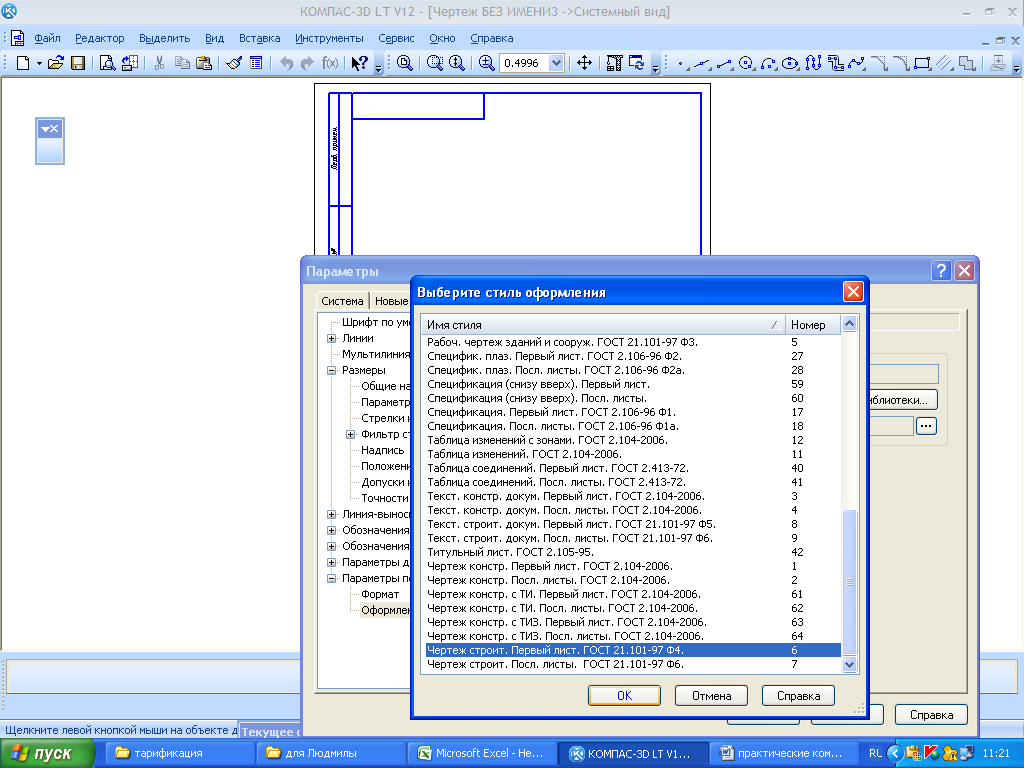 КОМПАС-3D LT V12 - [Чертеж БЕЗ ИМЕНИ3 ->Системный вид]
Файл Редактор Выделить Вид Вставка Инструменты Сервис Окно Справка
0.4996
Перв. примен.
Параметры
Система Новые
Шрифт по ум
Линии
Мультилиния
Размеры
Общие на
Параметр
Стрелки и
Фильтр ст
Надпись
Положени
Допуски и
Точности
Линия-вынос
Обозначения
Обозначения
Параметры д
Параметры п
Формат
Оформлен
Выберите стиль оформления
Имя стиля Номер
Рабоч. чертеж зданий и сооруж. ГОСТ 21.101-97 Ф3. 5
Специфик. плаз. Первый лист. ГОСТ 2.106-96 Ф2. 27
Специфик. плаз. Посл. листы. ГОСТ 2.106-96 Ф2а. 28
Спецификация (снизу вверх). Первый лист. 59
Спецификация (снизу вверх). Посл. листы. 60
Спецификация. Первый лист. ГОСТ 2.106-96 Ф1. 17
Спецификация. Посл. листы. ГОСТ 2.106-96 Ф1а. 18
Таблица изменений с зонами. ГОСТ 2.104-2006. 12
Таблица изменений. ГОСТ 2.104-2006. 11
Таблица соединений. Первый лист. ГОСТ 2.413-72. 40
Таблица соединений. Посл. листы. ГОСТ 2.413-72. 41
Текст. констр. докум. Первый лист. ГОСТ 2.104-2006. 3
Текст. констр. докум. Посл. листы. ГОСТ 2.104-2006. 4
Текст. строит. докум. Первый лист. ГОСТ 21.101-97 Ф5. 8
Текст. строит. докум. Посл. листы. ГОСТ 21.101-97 Ф6. 9
Титульный лист. ГОСТ 2.105-95. 42
Чертеж констр. Первый лист. ГОСТ 2.104-2006. 1
Чертеж констр. Посл. листы. ГОСТ 2.104-2006. 2
Чертеж констр. с ТИ. Первый лист. ГОСТ 2.104-2006. 61
Чертеж констр. с ТИ. Посл. листы. ГОСТ 2.104-2006. 62
Чертеж констр. с ТИЗ. Первый лист. ГОСТ 2.104-2006. 63
Чертеж констр. с ТИЗ. Посл. листы. ГОСТ 2.104-2006. 64
Чертеж строит. Первый лист. ГОСТ 21.101-97 Ф4. 6
Чертеж строит. Посл. листы. ГОСТ 21.101-97 Ф6. 7
OK Отмена Справка
иблиотеки...
Справка
Щелкните левой кнопкой мыши на объекте д
Текущее с
пуск тарификация для Людмилы Microsoft Excel - Не... КОМПАС-3D LT V1... практические ком... RL 11:21